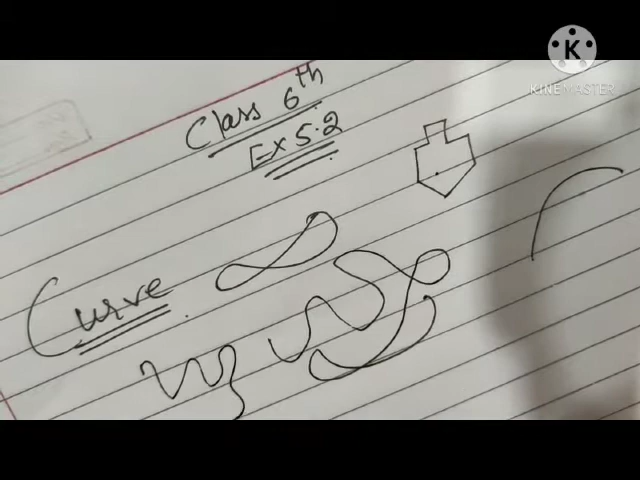 K
KINEMASTER
Class 6th
Ex 5.2
Curve